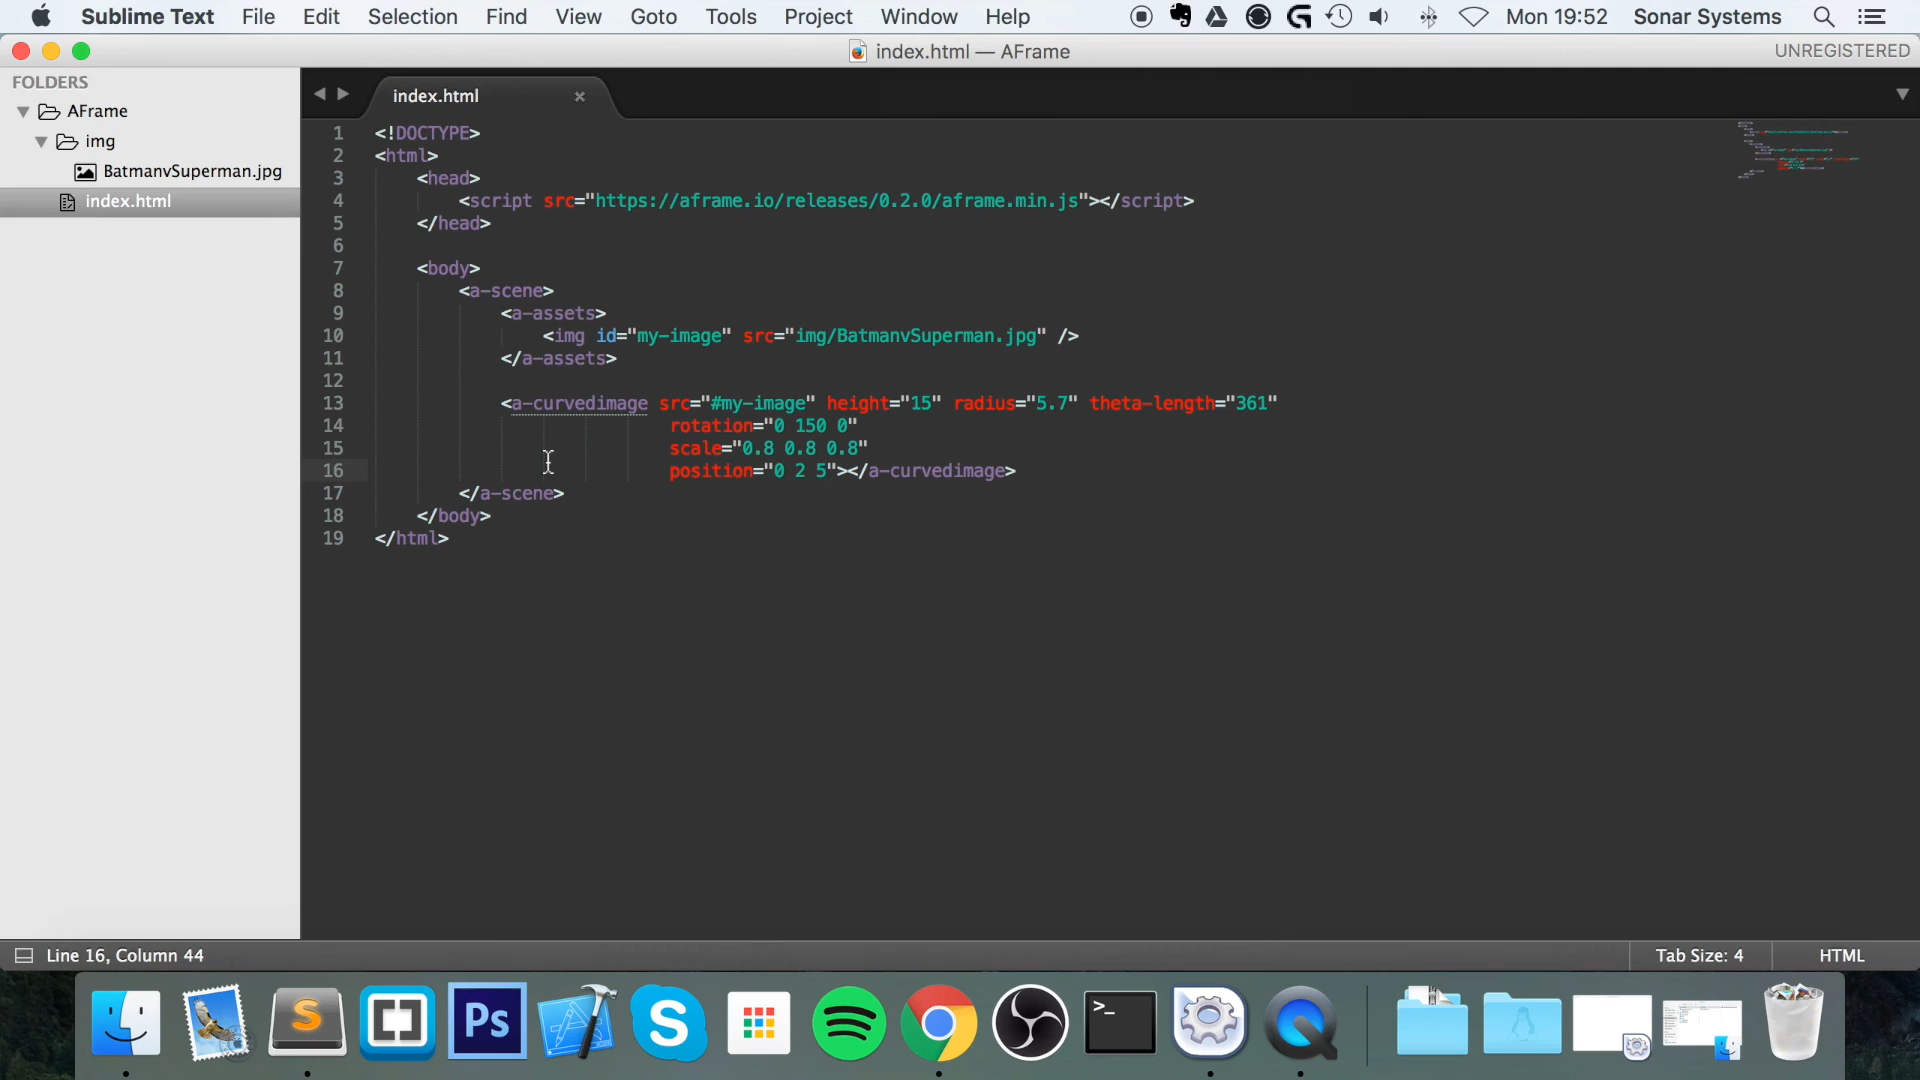 Sublime Text File Edit Selection Find View Goto Tools Project Window Help Mon 19:52 Sonar Systems
index.html — AFrame UNREGISTERED
FOLDERS
AFrame
img
BatmanvSuperman.jpg
index.html
index.html
1 <!DOCTYPE>
2 <html>
3 <head>
4 <script src="https://aframe.io/releases/0.2.0/aframe.min.js"></script>
5 </head>
6
7 <body>
8 <a-scene>
9 <a-assets>
10 <img id="my-image" src="img/BatmanvSuperman.jpg" />
11 </a-assets>
12
13 <a-curvedimage src="#my-image" height="15" radius="5.7" theta-length="361"
14 rotation="0 150 0"
15 scale="0.8 0.8 0.8"
16 position="0 2 5"></a-curvedimage>
17 </a-scene>
18 </body>
19 </html>
Line 16, Column 44 Tab Size: 4 HTML
S Ps S >_ Q